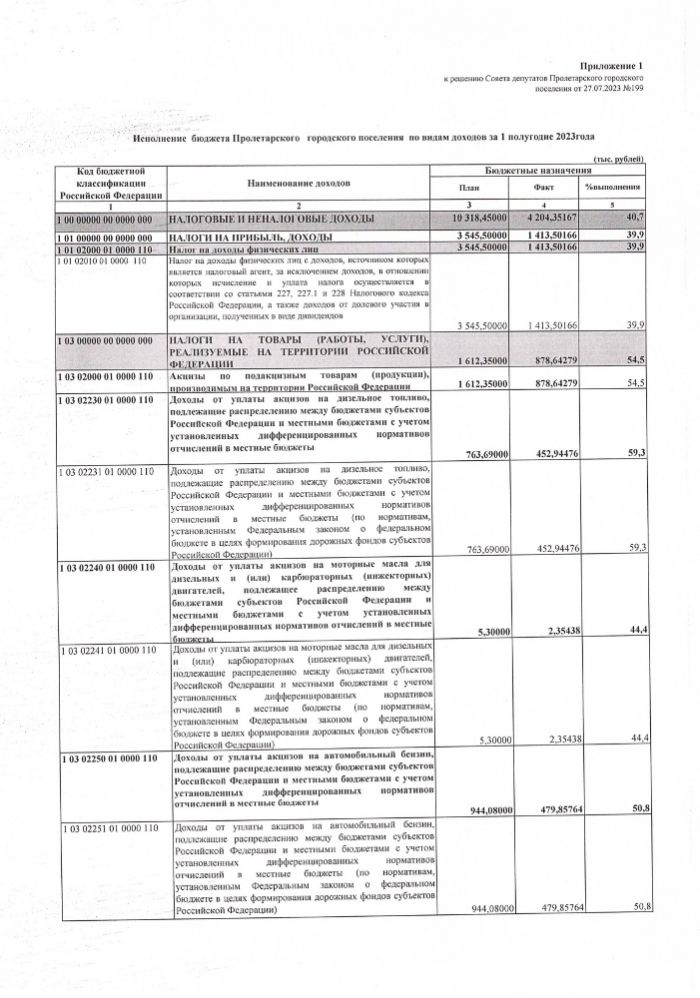 Приложение 1
к решению Совета депутатов Пролетарского городского
поселения от 27.07.2023 №199
Исполнение бюджета Пролетарского городского поселения по видам доходов за 1 полугодие 2023года
(тыс. рублей)
Код бюджетной классификации Российской Федерации
Наименование доходов
Бюджетные назначения
План Факт %выполнения
1 2 3 4 5
1 00 00000 00 0000 000 НАЛОГОВЫЕ И НЕНАЛОГОВЫЕ ДОХОДЫ 10 318,45000 4 204,35167 40,7
1 01 00000 00 0000 000 НАЛОГИ НА ПРИБЫЛЬ, ДОХОДЫ 3 545,50000 1 413,50166 39,9
1 01 02000 01 0000 110 Налог на доходы физических лиц 3 545,50000 1 413,50166 39,9
1 01 02010 01 0000 110 Налог на доходы физических лиц с доходов, источником которых
является налоговый агент, за исключением доходов, в отношении
которых исчисление и уплата налога осуществляется в
соответствии со статьями 227, 227.1 и 228 Налогового кодекса
Российской Федерации, а также доходов от долевого участия в
организации, полученных в виде дивидендов
3 545,50000 1 413,50166 39,9
1 03 00000 00 0000 000 НАЛОГИ НА ТОВАРЫ (РАБОТЫ, УСЛУГИ),
РЕАЛИЗУЕМЫЕ НА ТЕРРИТОРИИ РОССИЙСКОЙ
ФЕДЕРАЦИИ 1 612,35000 878,64279 54,5
1 03 02000 01 0000 110 Акцизы по подакцизным товарам (продукции),
производимым на территории Российской Федерации 1 612,35000 878,64279 54,5
1 03 02230 01 0000 110 Доходы от уплаты акцизов на дизельное топливо,
подлежащие распределению между бюджетами субъектов
Российской Федерации и местными бюджетами с учетом
установленных дифференцированных нормативов
отчислений в местные бюджеты 763,69000 452,94476 59,3
1 03 02231 01 0000 110 Доходы от уплаты акцизов на дизельное топливо,
подлежащие распределению между бюджетами субъектов
Российской Федерации и местными бюджетами с учетом
установленных дифференцированных нормативов
отчислений в местные бюджеты (по нормативам,
установленным Федеральным законом о федеральном
бюджете в целях формирования дорожных фондов субъектов
Российской Федерации) 763,69000 452,94476 59,3
1 03 02240 01 0000 110 Доходы от уплаты акцизов на моторные масла для
дизельных и (или) карбюраторных (инжекторных)
двигателей, подлежащее распределению между
бюджетами субъектов Российской Федерации и
местными бюджетами с учетом установленных
дифференцированных нормативов отчислений в местные
бюджеты 5,30000 2,35438 44,4
1 03 02241 01 0000 110 Доходы от уплаты акцизов на моторные масла для дизельных
и (или) карбюраторных (инжекторных) двигателей,
подлежащие распределению между бюджетами субъектов
Российской Федерации и местными бюджетами с учетом
установленных дифференцированных нормативов
отчислений в местные бюджеты (по нормативам,
установленным Федеральным законом о федеральном
бюджете в целях формирования дорожных фондов субъектов
Российской Федерации) 5,30000 2,35438 44,4
1 03 02250 01 0000 110 Доходы от уплаты акцизов на автомобильный бензин,
подлежащие распределению между бюджетами субъектов
Российской Федерации и местными бюджетами с учетом
установленных дифференцированных нормативов
отчислений в местные бюджеты 944,08000 479,85764 50,8
1 03 02251 01 0000 110 Доходы от уплаты акцизов на автомобильный бензин,
подлежащие распределению между бюджетами субъектов
Российской Федерации и местными бюджетами с учетом
установленных дифференцированных нормативов
отчислений в местные бюджеты (по нормативам,
установленным Федеральным законом о федеральном
бюджете в целях формирования дорожных фондов субъектов
Российской Федерации) 944,08000 479,85764 50,8